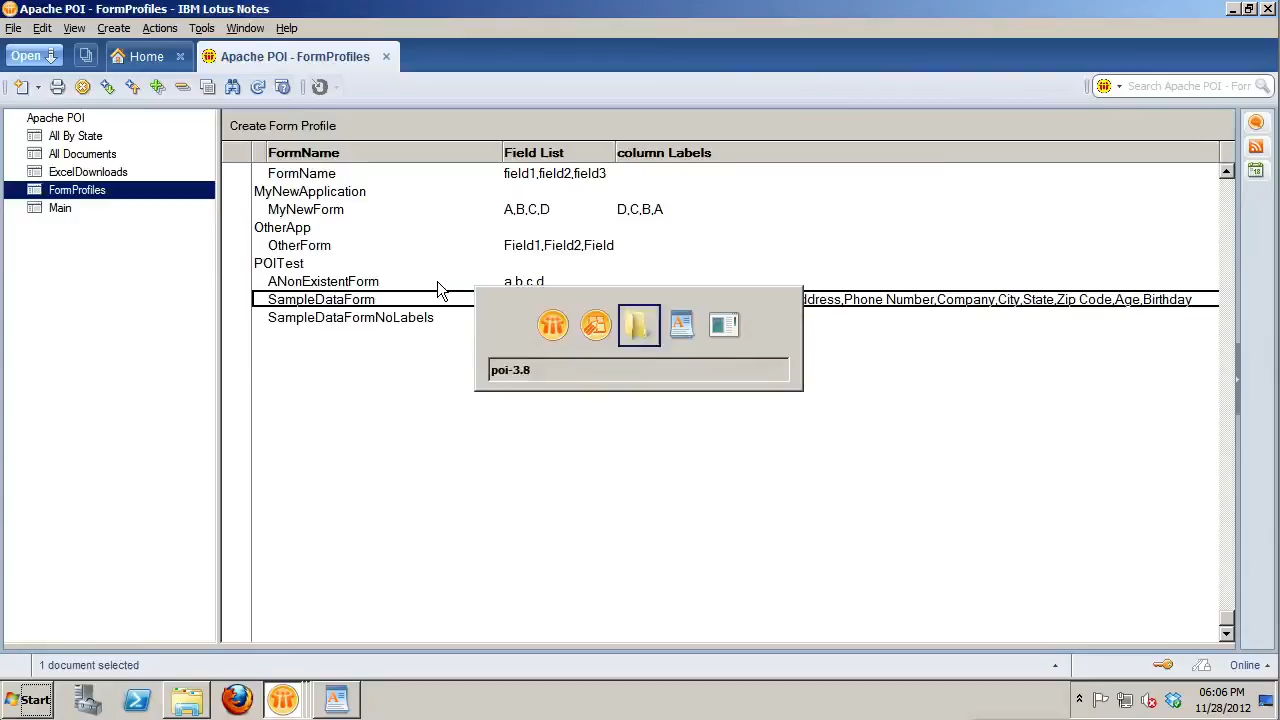 Apache POI - FormProfiles - IBM Lotus Notes
File Edit View Create Actions Tools Window Help
Open Home Apache POI - FormProfiles
Search Apache POI - Forr
Apache POI
All By State
All Documents
ExcelDownloads
FormProfiles
Main
Create Form Profile
FormName Field List column Labels
FormName field1,field2,field3
MyNewApplication
MyNewForm A,B,C,D D,C,B,A
OtherApp
OtherForm Field1,Field2,Field
POITest
ANonExistentForm a,b,c,d
SampleDataForm ddress,Phone Number,Company,City,State,Zip Code,Age,Birthday
SampleDataFormNoLabels
poi-3.8
1 document selected
Online
Start
06:06 PM
11/28/2012